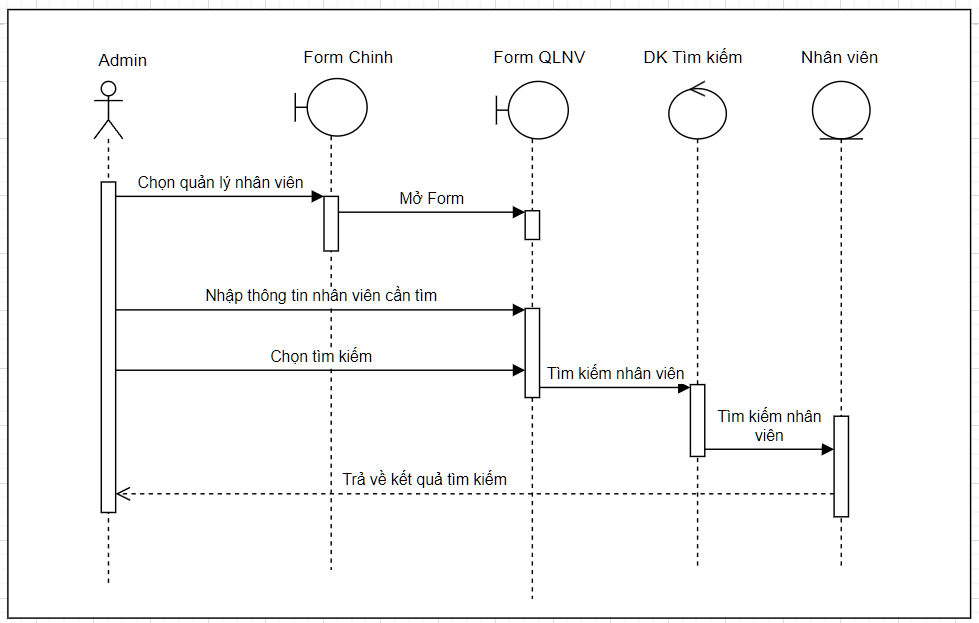 Admin
Form Chinh
Form QLNV
DK Tìm kiếm
Nhân viên
Chọn quản lý nhân viên
Mở Form
Nhập thông tin nhân viên cần tìm
Chọn tìm kiếm
Tìm kiếm nhân viên
Tìm kiếm nhân
viên
Trả về kết quả tìm kiếm